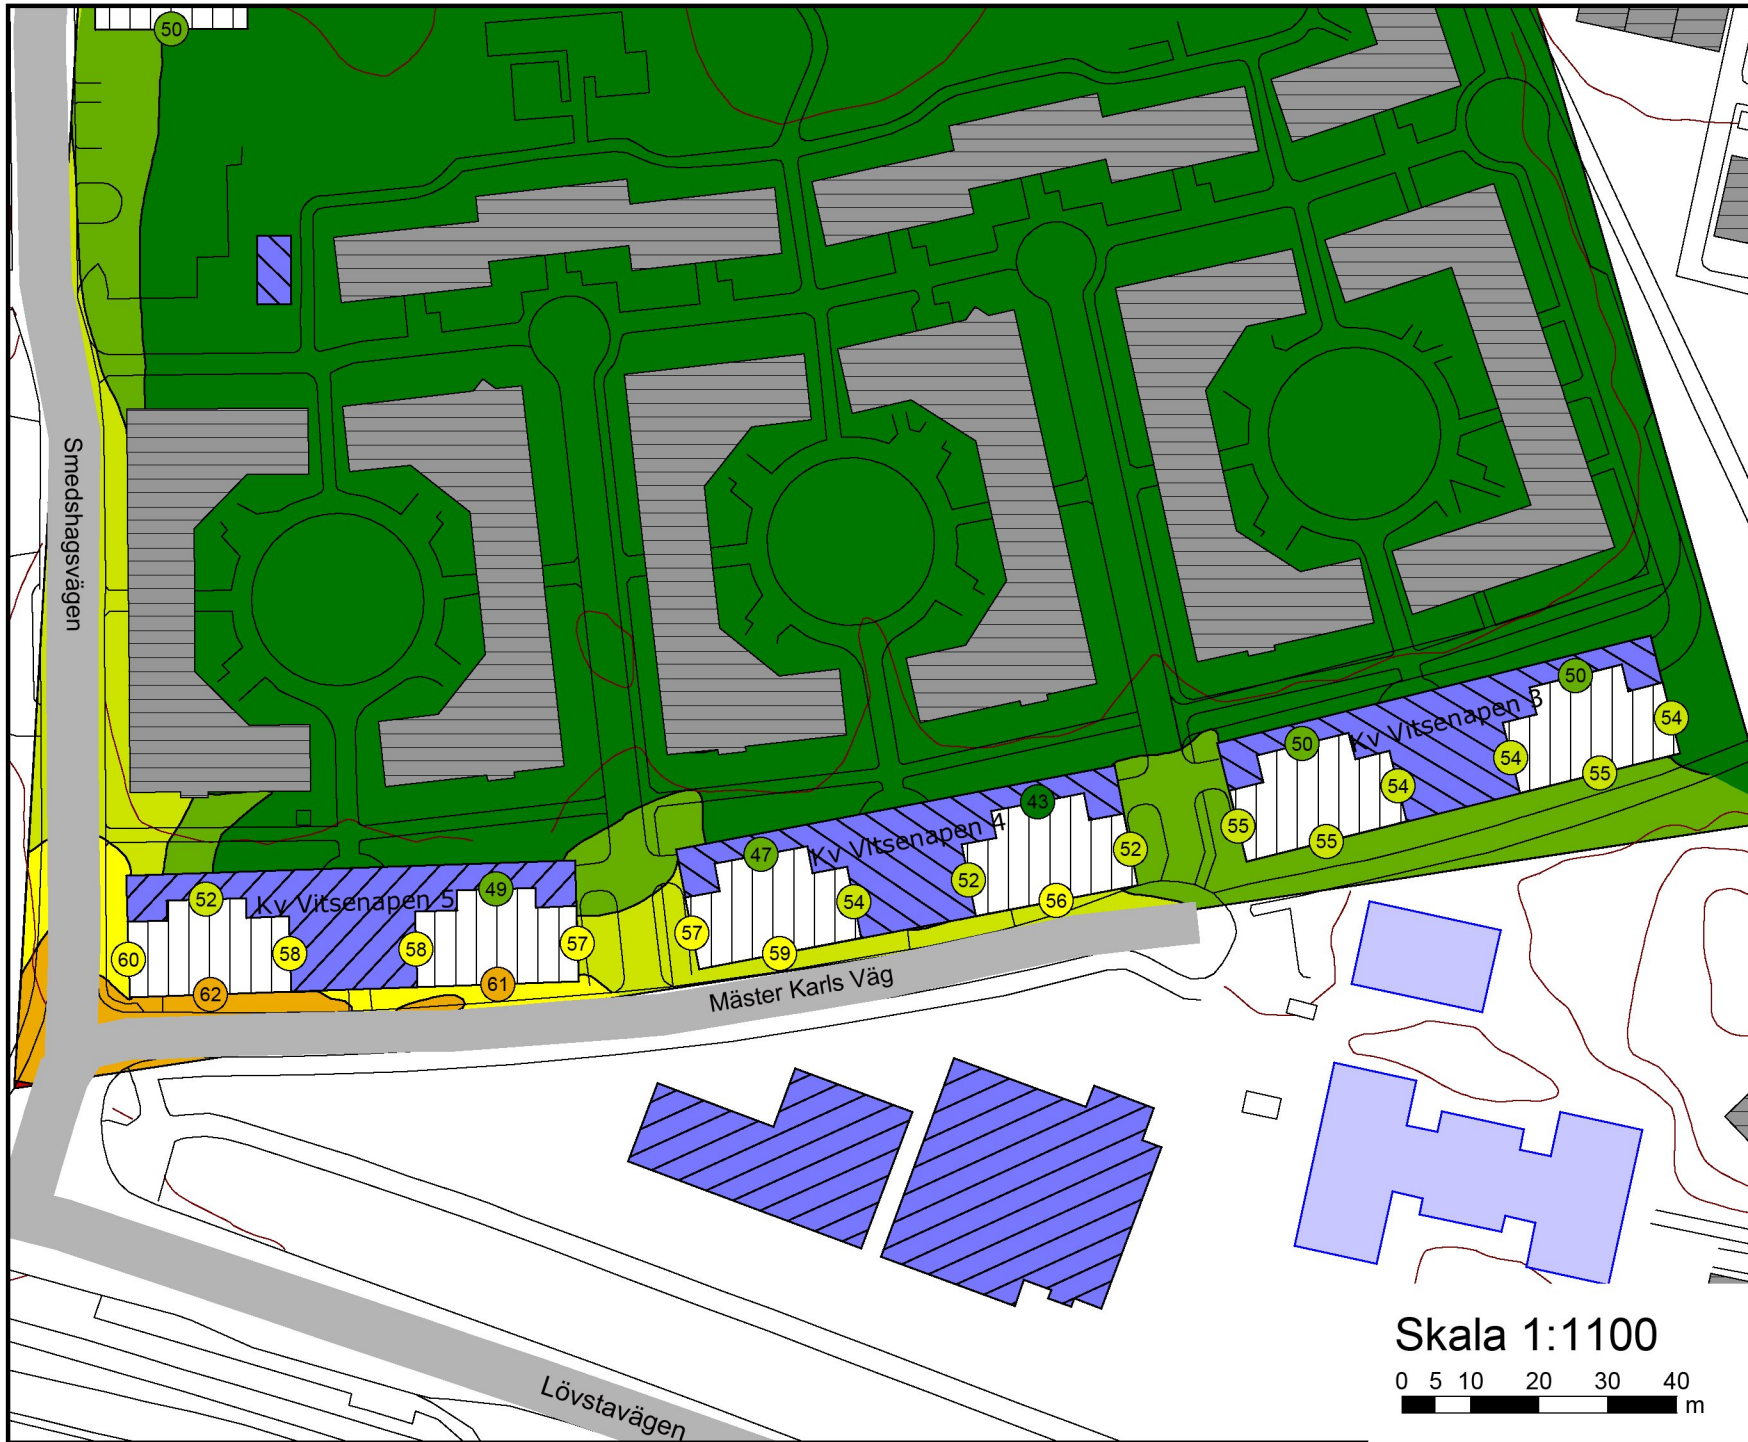 50
Smedshagsvägen
50
Kv Vitsenapen 3
54
50
54
54
55
43
Kv Vitsenapen 4
55
55
47
52
52
54
56
49
52
Kv Vitsenapen 5
57
57
58
58
60
59
61
62
Mäster Karls Väg
Lövstavägen
Skala 1:1100
0 5 10 20 30 40
m